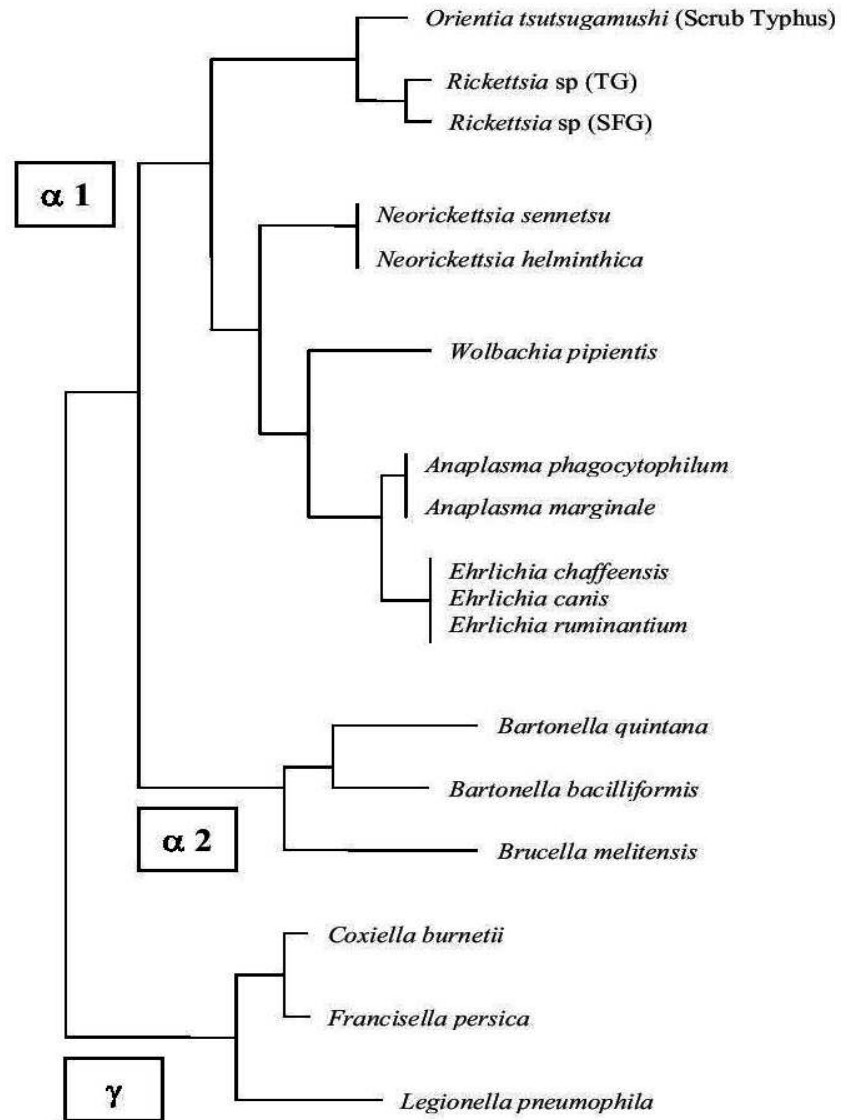 Orientia tsutsugamushi (Scrub Typhus)
Rickettsia sp (TG)
Rickettsia sp (SFG)
α 1
Neorickettsia sennetsu
Neorickettsia helminthica
Wolbachia pipientis
Anaplasma phagocytophilum
Anaplasma marginale
Ehrlichia chaffeensis
Ehrlichia canis
Ehrlichia ruminantium
Bartonella quintana
Bartonella bacilliformis
α 2
Brucella melitensis
Coxiella burnetii
Francisella persica
γ
Legionella pneumophila